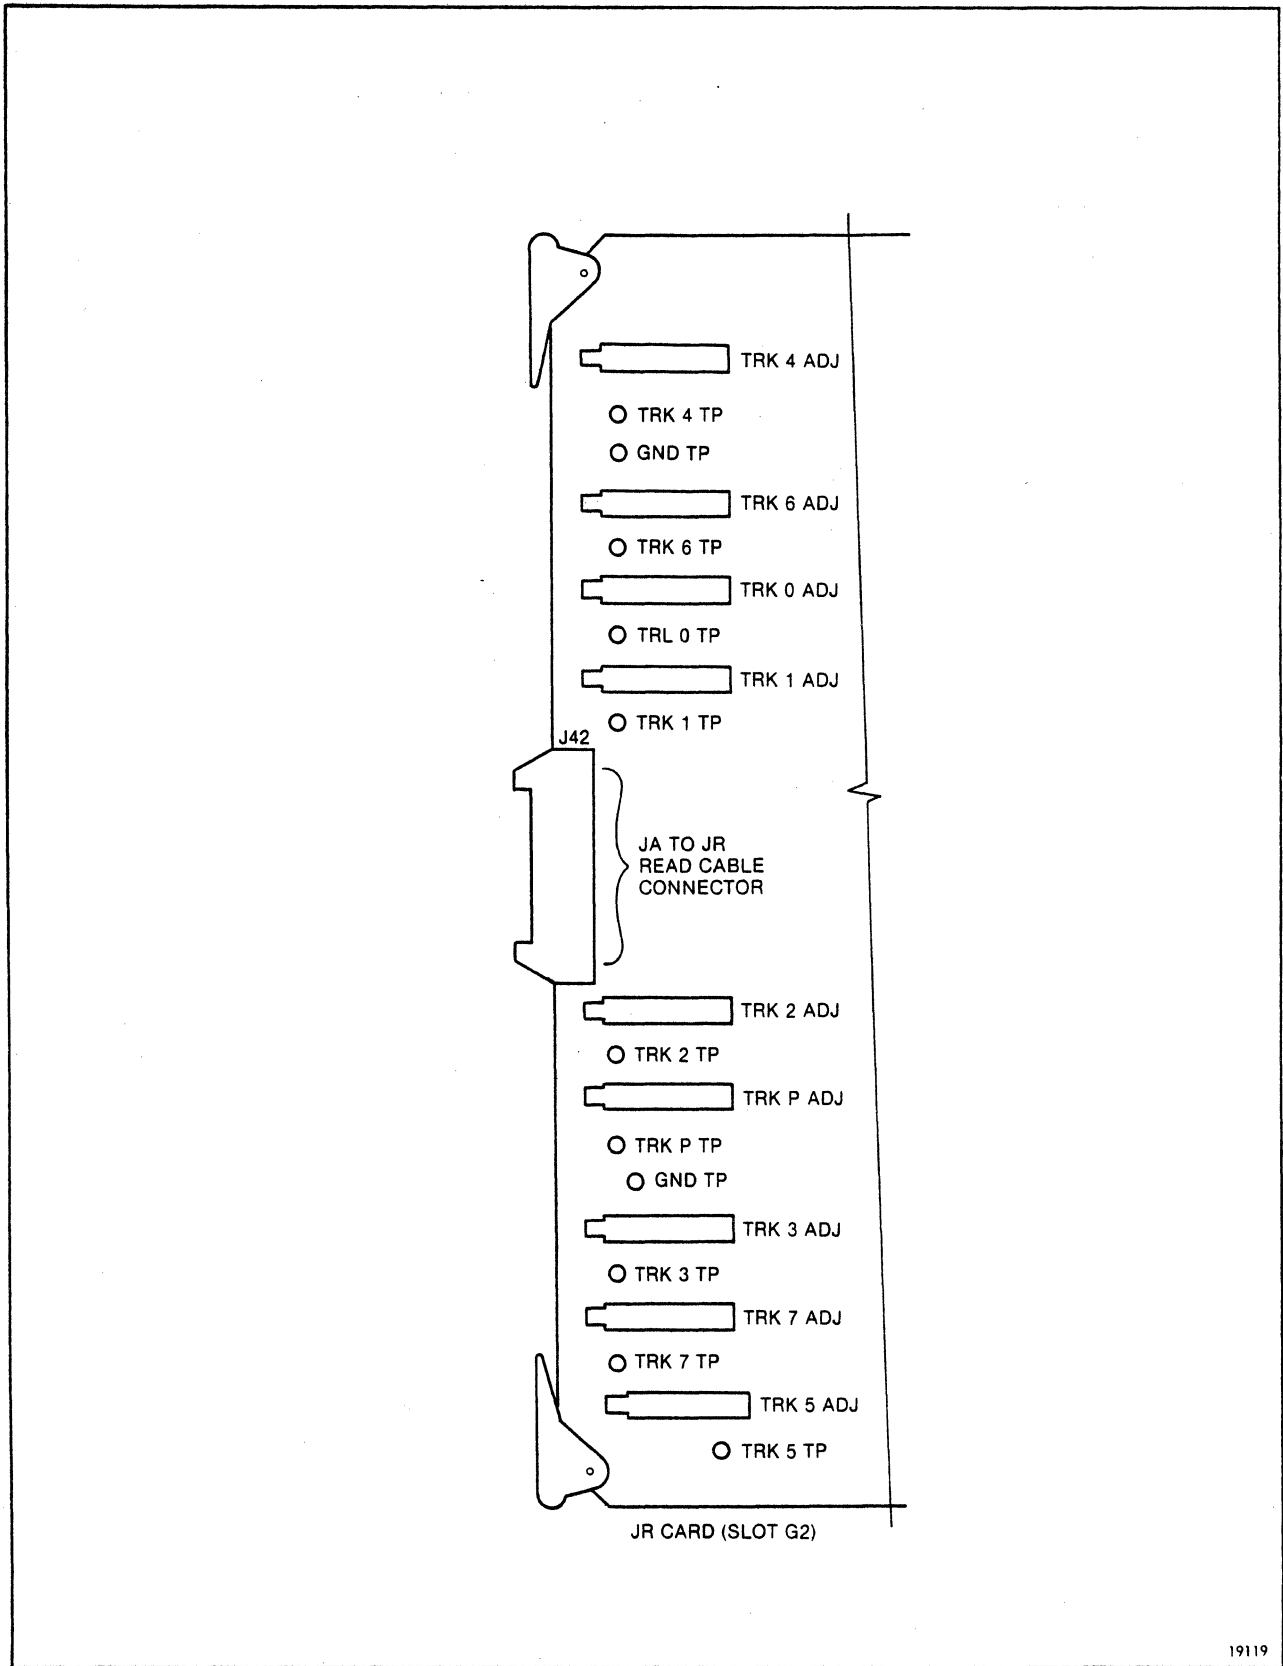 TRK 4 ADJ
TRK 4 TP
GND TP
TRK 6 ADJ
TRK 6 TP
TRK 0 ADJ
TRL 0 TP
TRK 1 ADJ
TRK 1 TP
J42
JA TO JR
READ CABLE
CONNECTOR
TRK 2 ADJ
TRK 2 TP
TRK P ADJ
TRK P TP
GND TP
TRK 3 ADJ
TRK 3 TP
TRK 7 ADJ
TRK 7 TP
TRK 5 ADJ
TRK 5 TP
JR CARD (SLOT G2)
19119